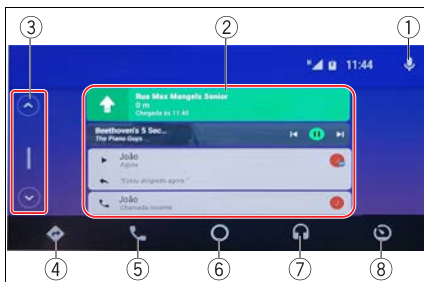 ③
②
①
11:44
Rua Max Mangels Senior
0 m
Chegada às 11:40
Beethoven's 5 Sec...
The Piano Guys
João
Agora
"Estou dirigindo agora."
João
Chamada recente
④
⑤
⑥
⑦
⑧